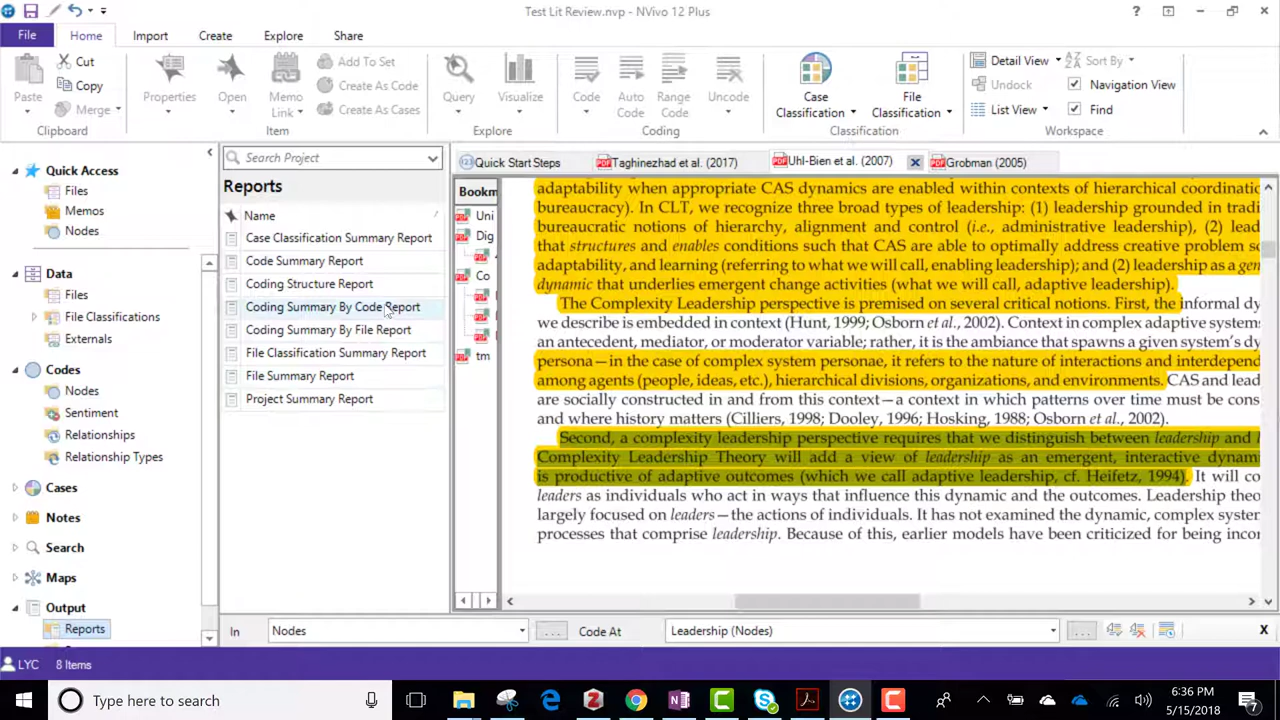 Test Lit Review.nvp - NVivo 12 Plus
File Home Import Create Explore Share
Paste
Cut
Copy
Merge
Clipboard
Properties
Open
Memo Link
Add To Set
Create As Code
Create As Cases
Item
Query
Visualize
Explore
Code
Auto Code
Range Code
Uncode
Coding
Case Classification
File Classification
Classification
Detail View
Sort By
Undock
Navigation View
List View
Find
Workspace
Quick Access
Files
Memos
Nodes
Data
Files
File Classifications
Externals
Codes
Nodes
Sentiment
Relationships
Relationship Types
Cases
Notes
Search
Maps
Output
Reports
Search Project
Reports
Name
Case Classification Summary Report
Code Summary Report
Coding Structure Report
Coding Summary By Code Report
Coding Summary By File Report
File Classification Summary Report
File Summary Report
Project Summary Report
Quick Start Steps
Taghinezhad et al. (2017)
Uhl-Bien et al. (2007)
Grobman (2005)
Bookm
Uni
Dig
Co
tm
adaptability when appropriate CAS dynamics are enabled within contexts of hierarchical coordinatio
bureaucracy). In CLT, we recognize three broad types of leadership: (1) leadership grounded in tradi
bureaucratic notions of hierarchy, alignment and control (i.e., administrative leadership), (2) lead
that structures and enables conditions such that CAS are able to optimally address creative problem so
adaptability, and learning (referring to what we will call, enabling leadership); and (2) leadership as a gen
dynamic that underlies emergent change activities (what we will call, adaptive leadership).
The Complexity Leadership perspective is premised on several critical notions. First, the informal dy
we describe is embedded in context (Hunt, 1999; Osborn et al., 2002). Context in complex adaptive systems
an antecedent, mediator, or moderator variable; rather, it is the ambiance that spawns a given system's dy
persona—in the case of complex system personae, it refers to the nature of interactions and interdepend
among agents (people, ideas, etc.), hierarchical divisions, organizations, and environments. CAS and lead
are socially constructed in and from this context—a context in which patterns over time must be cons
and where history matters (Cilliers, 1998; Dooley, 1996; Hosking, 1988; Osborn et al., 2002).
Second, a complexity leadership perspective requires that we distinguish between leadership and l
Complexity Leadership Theory will add a view of leadership as an emergent, interactive dynam
is productive of adaptive outcomes (which we call adaptive leadership, cf. Heifetz, 1994). It will co
leaders as individuals who act in ways that influence this dynamic and the outcomes. Leadership theo
largely focused on leaders—the actions of individuals. It has not examined the dynamic, complex system
processes that comprise leadership. Because of this, earlier models have been criticized for being incor
In Nodes ... Code At Leadership (Nodes) ... X
LYC 8 Items
Type here to search
6:36 PM
5/15/2018
7